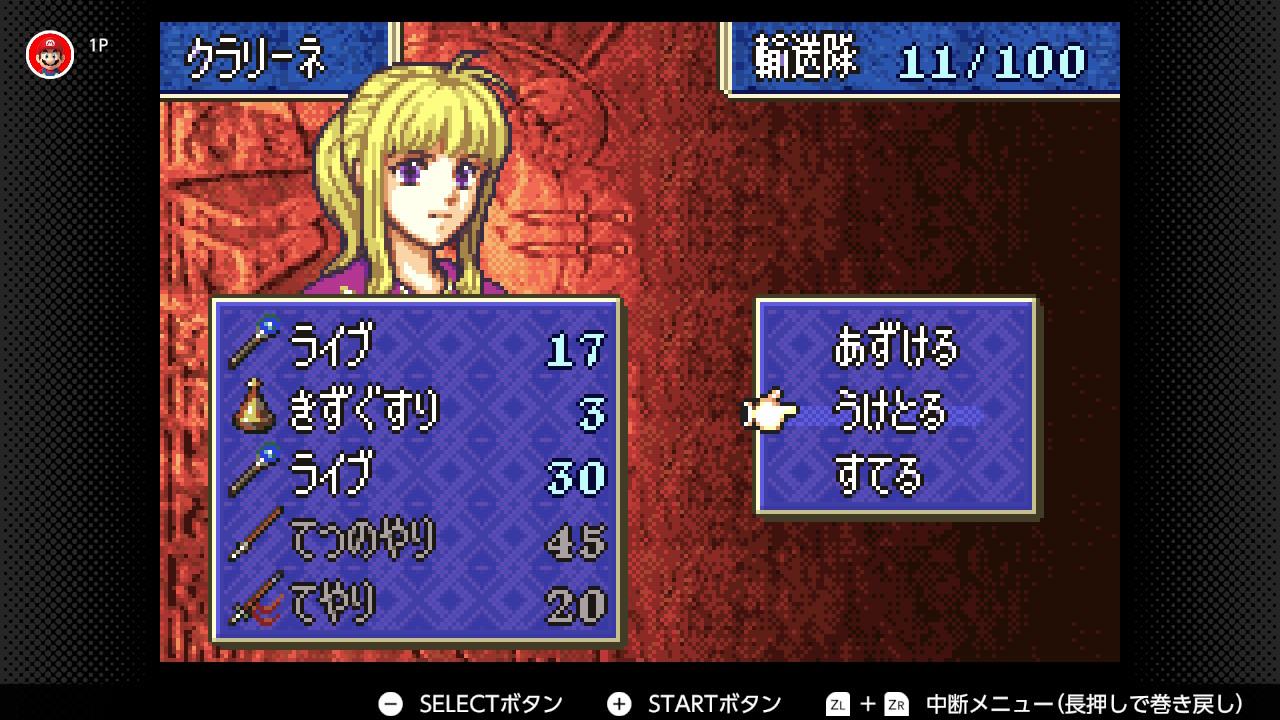 1P
クラリーネ
輸送隊 11/100
ライブ 17
きずぐすり 3
ライブ 30
てつのやり 45
てやり 20
あずける
うけとる
すてる
SELECTボタン
STARTボタン
ZL + ZR 中断メニュー(長押しで巻き戻し)